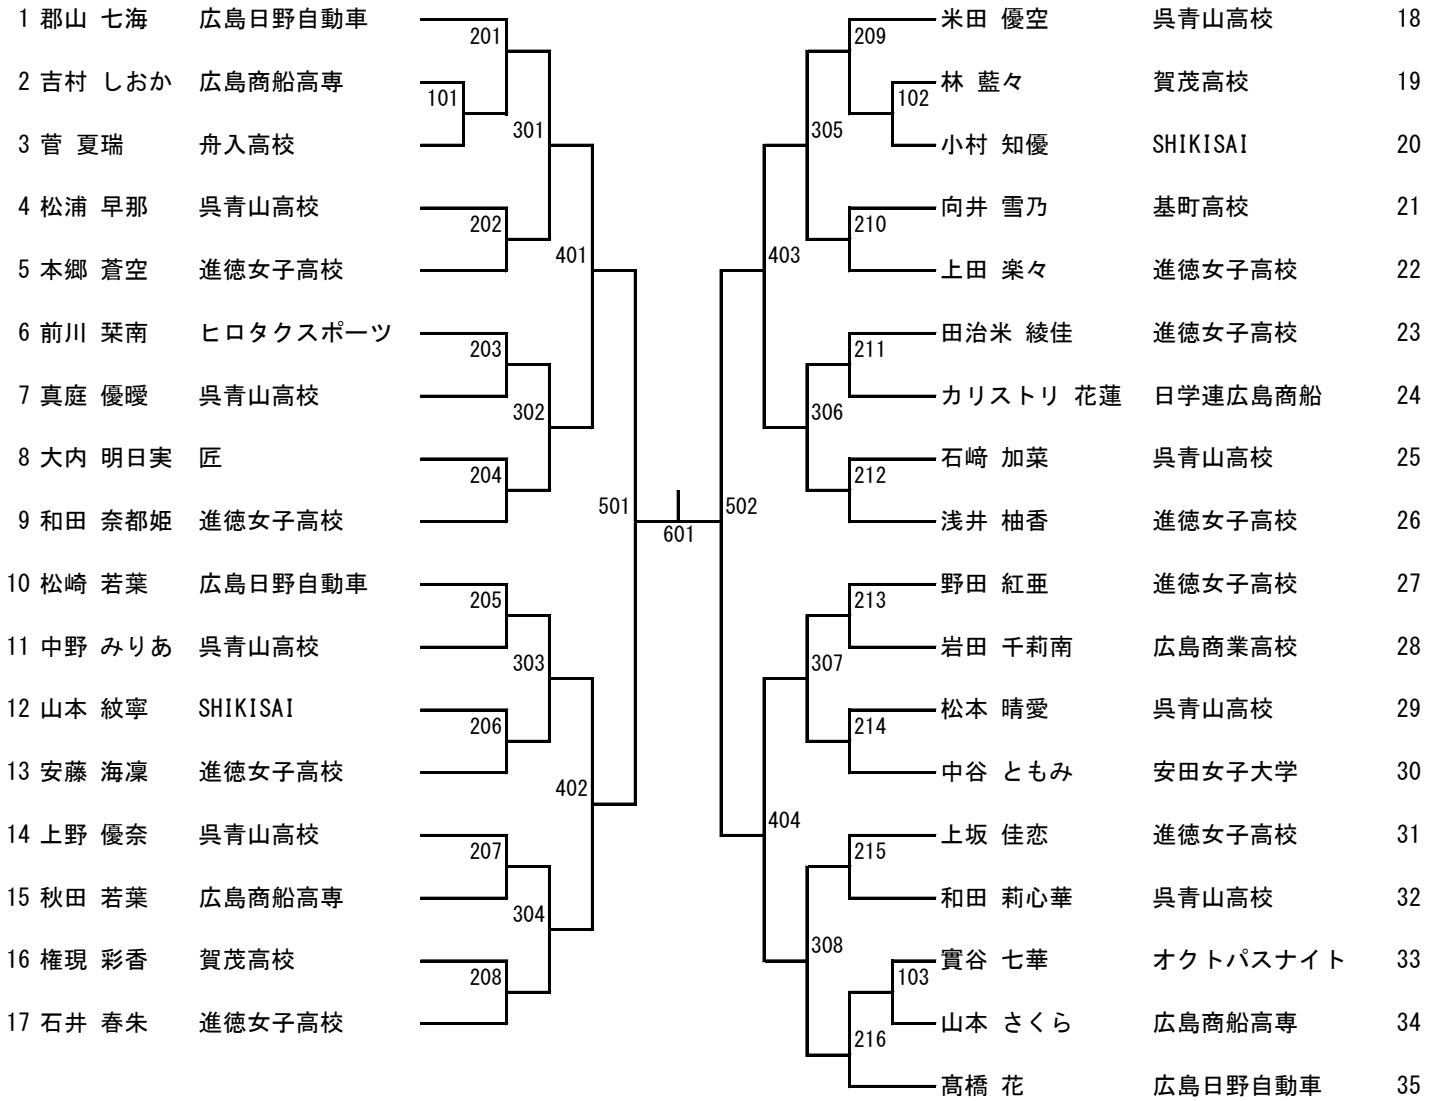 1 郡山 七海 広島日野自動車
201
2 吉村 しおか 広島商船高専
101
3 菅 夏瑞 舟入高校
301
4 松浦 早那 呉青山高校
202
5 本郷 蒼空 進徳女子高校
401
6 前川 栞南 ヒロタクスポーツ
203
7 真庭 優曖 呉青山高校
302
8 大内 明日実 匠
204
9 和田 奈都姫 進徳女子高校
501
10 松崎 若葉 広島日野自動車
205
11 中野 みりあ 呉青山高校
303
12 山本 紋寧 SHIKISAI
206
13 安藤 海凜 進徳女子高校
402
14 上野 優奈 呉青山高校
207
15 秋田 若葉 広島商船高専
304
16 権現 彩香 賀茂高校
208
17 石井 春朱 進徳女子高校
601
米田 優空 呉青山高校 18
209
林 藍々 賀茂高校 19
102
小村 知優 SHIKISAI 20
305
向井 雪乃 基町高校 21
210
上田 楽々 進徳女子高校 22
403
田治米 綾佳 進徳女子高校 23
211
カリストリ 花蓮 日学連広島商船 24
306
石﨑 加菜 呉青山高校 25
212
浅井 柚香 進徳女子高校 26
502
野田 紅亜 進徳女子高校 27
213
岩田 千莉南 広島商業高校 28
307
松本 晴愛 呉青山高校 29
214
中谷 ともみ 安田女子大学 30
404
上坂 佳恋 進徳女子高校 31
215
和田 莉心華 呉青山高校 32
308
實谷 七華 オクトパスナイト 33
103
山本 さくら 広島商船高専 34
216
髙橋 花 広島日野自動車 35